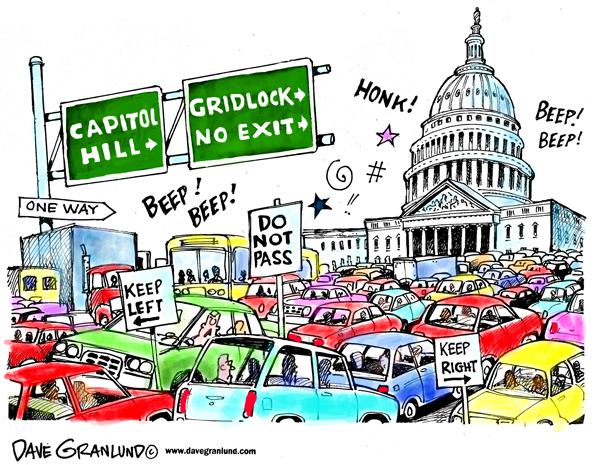 CAPITOL
HILL→
GRIDLOCK→
NO EXIT→
ONE WAY
BEEP!
BEEP!
HONK!
BEEP!
BEEP!
@ #
!!
DO
NOT
PASS
KEEP
LEFT
←
KEEP
RIGHT
→
DAVE GRANLUND© www.davegranlund.com